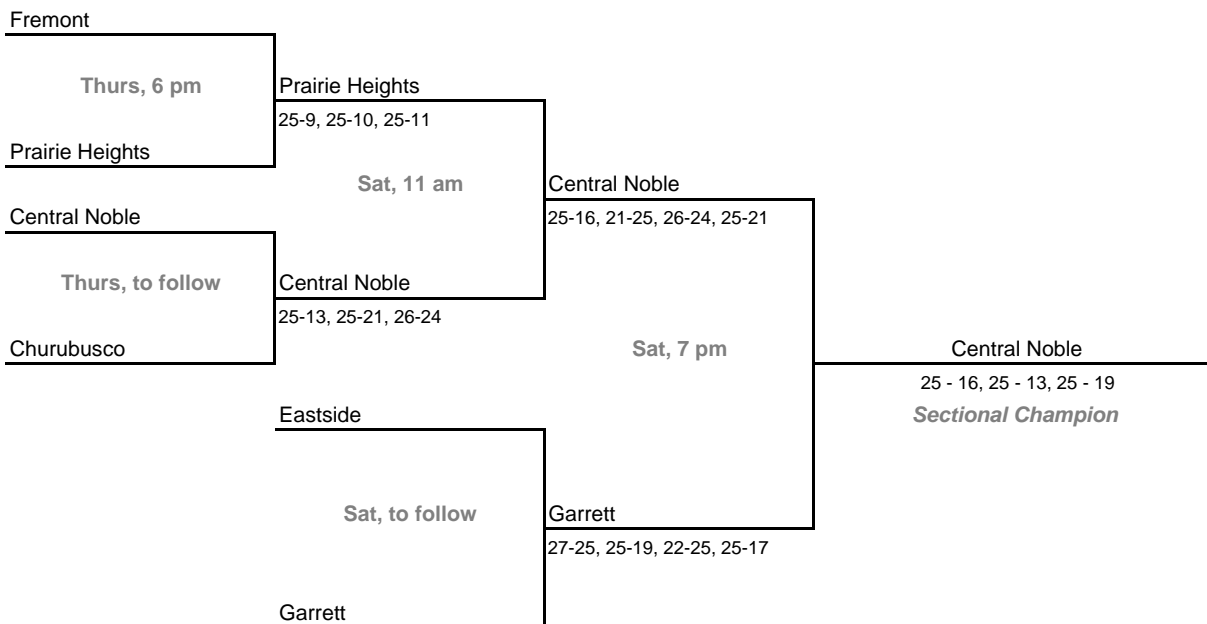 Fremont
Thurs, 6 pm
Prairie Heights
25-9, 25-10, 25-11
Prairie Heights
Sat, 11 am
Central Noble
25-16, 21-25, 26-24, 25-21
Central Noble
Thurs, to follow
Central Noble
25-13, 25-21, 26-24
Churubusco
Sat, 7 pm
Central Noble
25 - 16, 25 - 13, 25 - 19
Sectional Champion
Eastside
Sat, to follow
Garrett
27-25, 25-19, 22-25, 25-17
Garrett